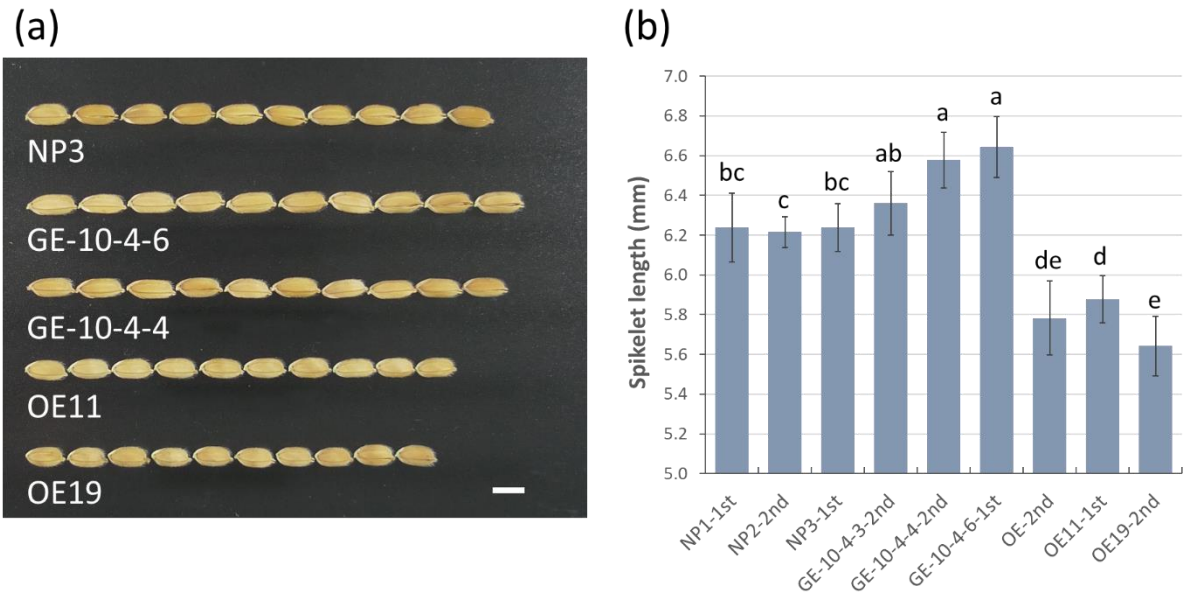 (a)
NP3
GE-10-4-6
GE-10-4-4
OE11
OE19
(b)
Spikelet length (mm)
7.0
6.8
6.6
6.4
6.2
6.0
5.8
5.6
5.4
5.2
5.0
bc
c
bc
ab
a
a
de
d
e
NP1-1st
NP2-2nd
NP3-1st
GE-10-4-3-2nd
GE-10-4-4-2nd
GE-10-4-6-1st
OE-2nd
OE11-1st
OE19-2nd